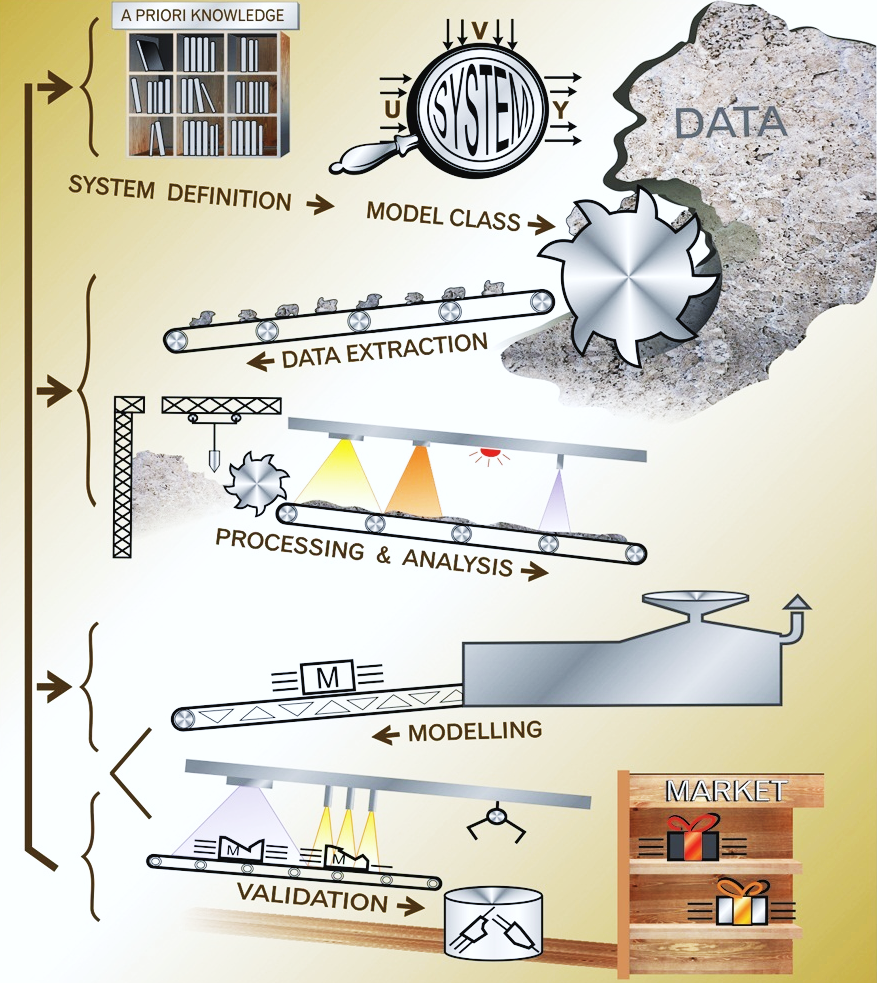 A PRIORI KNOWLEDGE
V
U
SYSTEM
Y
DATA
SYSTEM DEFINITION
MODEL CLASS
DATA EXTRACTION
PROCESSING & ANALYSIS
M
MODELLING
MARKET
M
M
VALIDATION